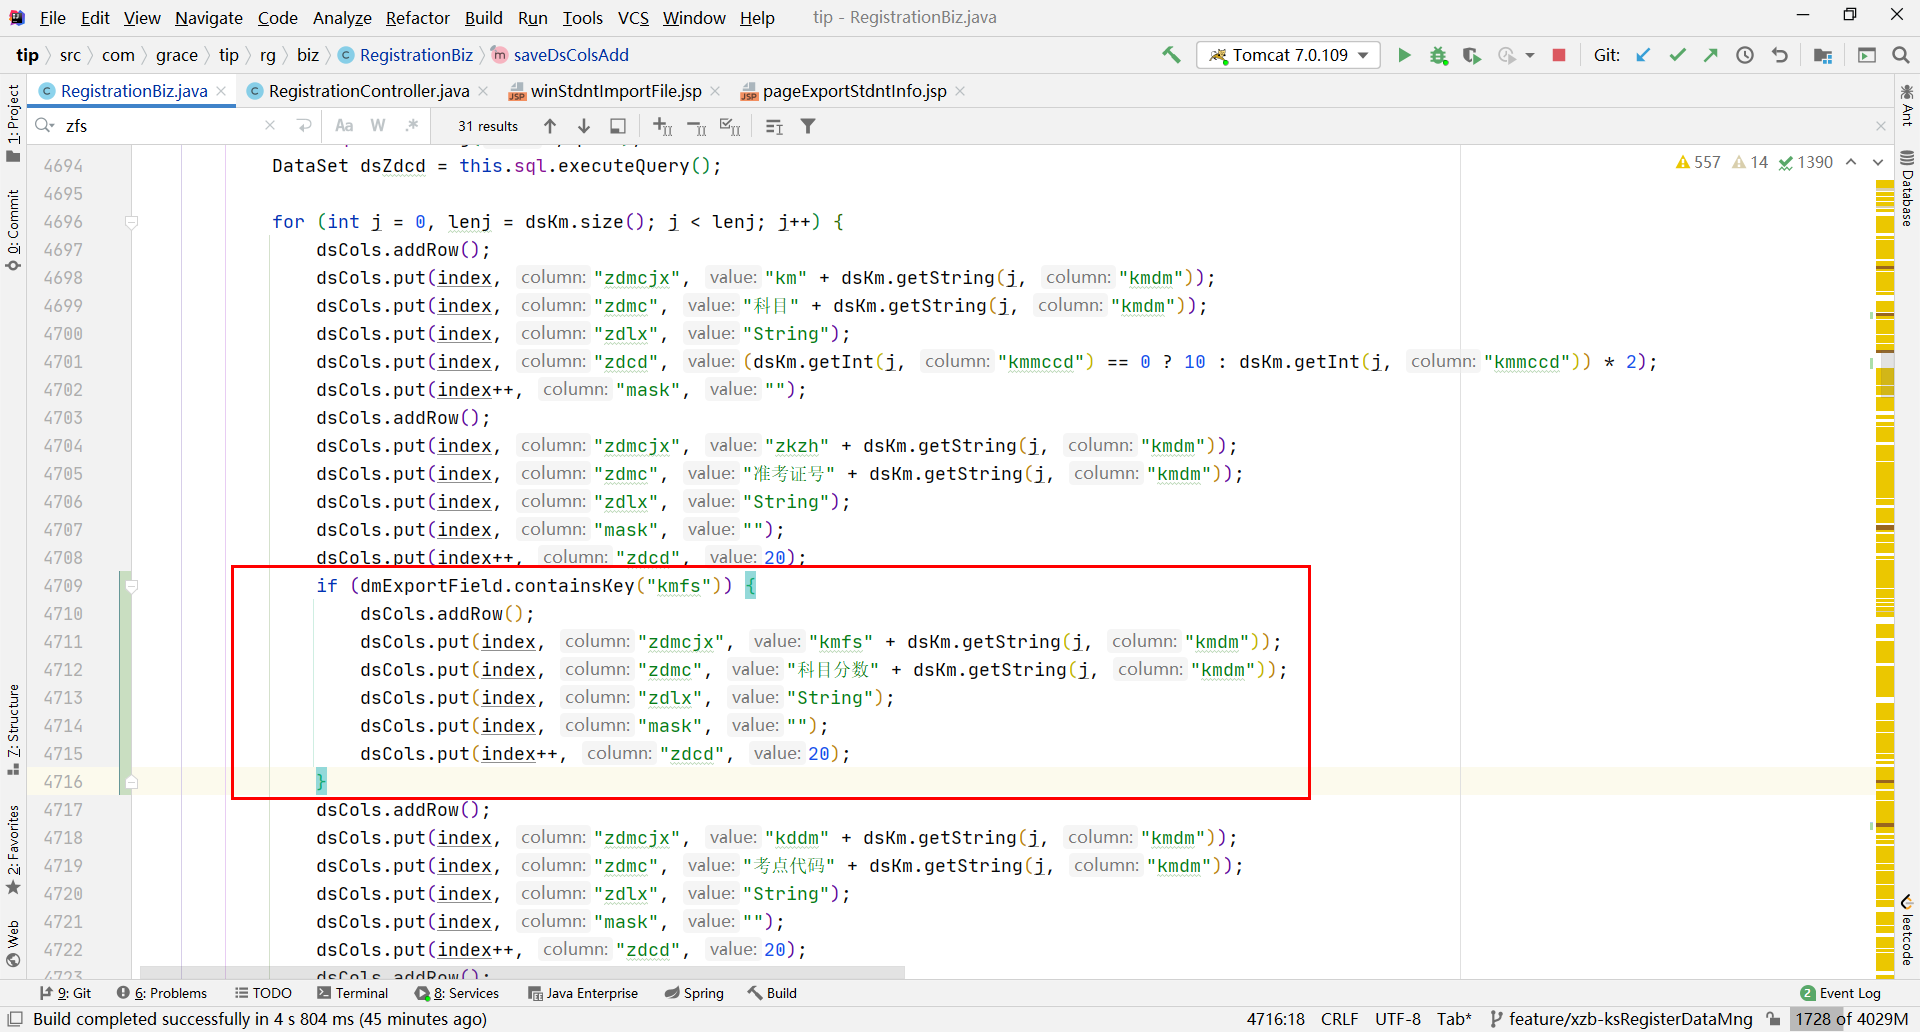 File Edit View Navigate Code Analyze Refactor Build Run Tools VCS Window Help tip - RegistrationBiz.java
tip src com grace tip rg biz RegistrationBiz saveDsColsAdd Tomcat 7.0.109 Git:
RegistrationBiz.java RegistrationController.java winStdntImportFile.jsp pageExportStdntInfo.jsp
zfs Aa W .* 31 results
557 14 1390
4694 DataSet dsZdcd = this.sql.executeQuery();
4695
4696 for (int j = 0, lenj = dsKm.size(); j < lenj; j++) {
4697 dsCols.addRow();
4698 dsCols.put(index, column: "zdmcjx", value: "km" + dsKm.getString(j, column: "kmdm"));
4699 dsCols.put(index, column: "zdmc", value: "科目" + dsKm.getString(j, column: "kmdm"));
4700 dsCols.put(index, column: "zdlx", value: "String");
4701 dsCols.put(index, column: "zdcd", value: (dsKm.getInt(j, column: "kmmccd") == 0 ? 10 : dsKm.getInt(j, column: "kmmccd")) * 2);
4702 dsCols.put(index++, column: "mask", value: "");
4703 dsCols.addRow();
4704 dsCols.put(index, column: "zdmcjx", value: "zkzh" + dsKm.getString(j, column: "kmdm"));
4705 dsCols.put(index, column: "zdmc", value: "准考证号" + dsKm.getString(j, column: "kmdm"));
4706 dsCols.put(index, column: "zdlx", value: "String");
4707 dsCols.put(index, column: "mask", value: "");
4708 dsCols.put(index++, column: "zdcd", value: 20);
4709 if (dmExportField.containsKey("kmfs")) {
4710 dsCols.addRow();
4711 dsCols.put(index, column: "zdmcjx", value: "kmfs" + dsKm.getString(j, column: "kmdm"));
4712 dsCols.put(index, column: "zdmc", value: "科目分数" + dsKm.getString(j, column: "kmdm"));
4713 dsCols.put(index, column: "zdlx", value: "String");
4714 dsCols.put(index, column: "mask", value: "");
4715 dsCols.put(index++, column: "zdcd", value: 20);
4716 }
4717 dsCols.addRow();
4718 dsCols.put(index, column: "zdmcjx", value: "kddm" + dsKm.getString(j, column: "kmdm"));
4719 dsCols.put(index, column: "zdmc", value: "考点代码" + dsKm.getString(j, column: "kmdm"));
4720 dsCols.put(index, column: "zdlx", value: "String");
4721 dsCols.put(index, column: "mask", value: "");
4722 dsCols.put(index++, column: "zdcd", value: 20);
4723 dsCols.addRow();
1: Project
0: Commit
7: Structure
2: Favorites
Web
Ant
Database
leetcode
9: Git 6: Problems TODO Terminal 8: Services Java Enterprise Spring Build 2 Event Log
Build completed successfully in 4 s 804 ms (45 minutes ago) 4716:18 CRLF UTF-8 Tab* feature/xzb-ksRegisterDataMng 1728 of 4029M